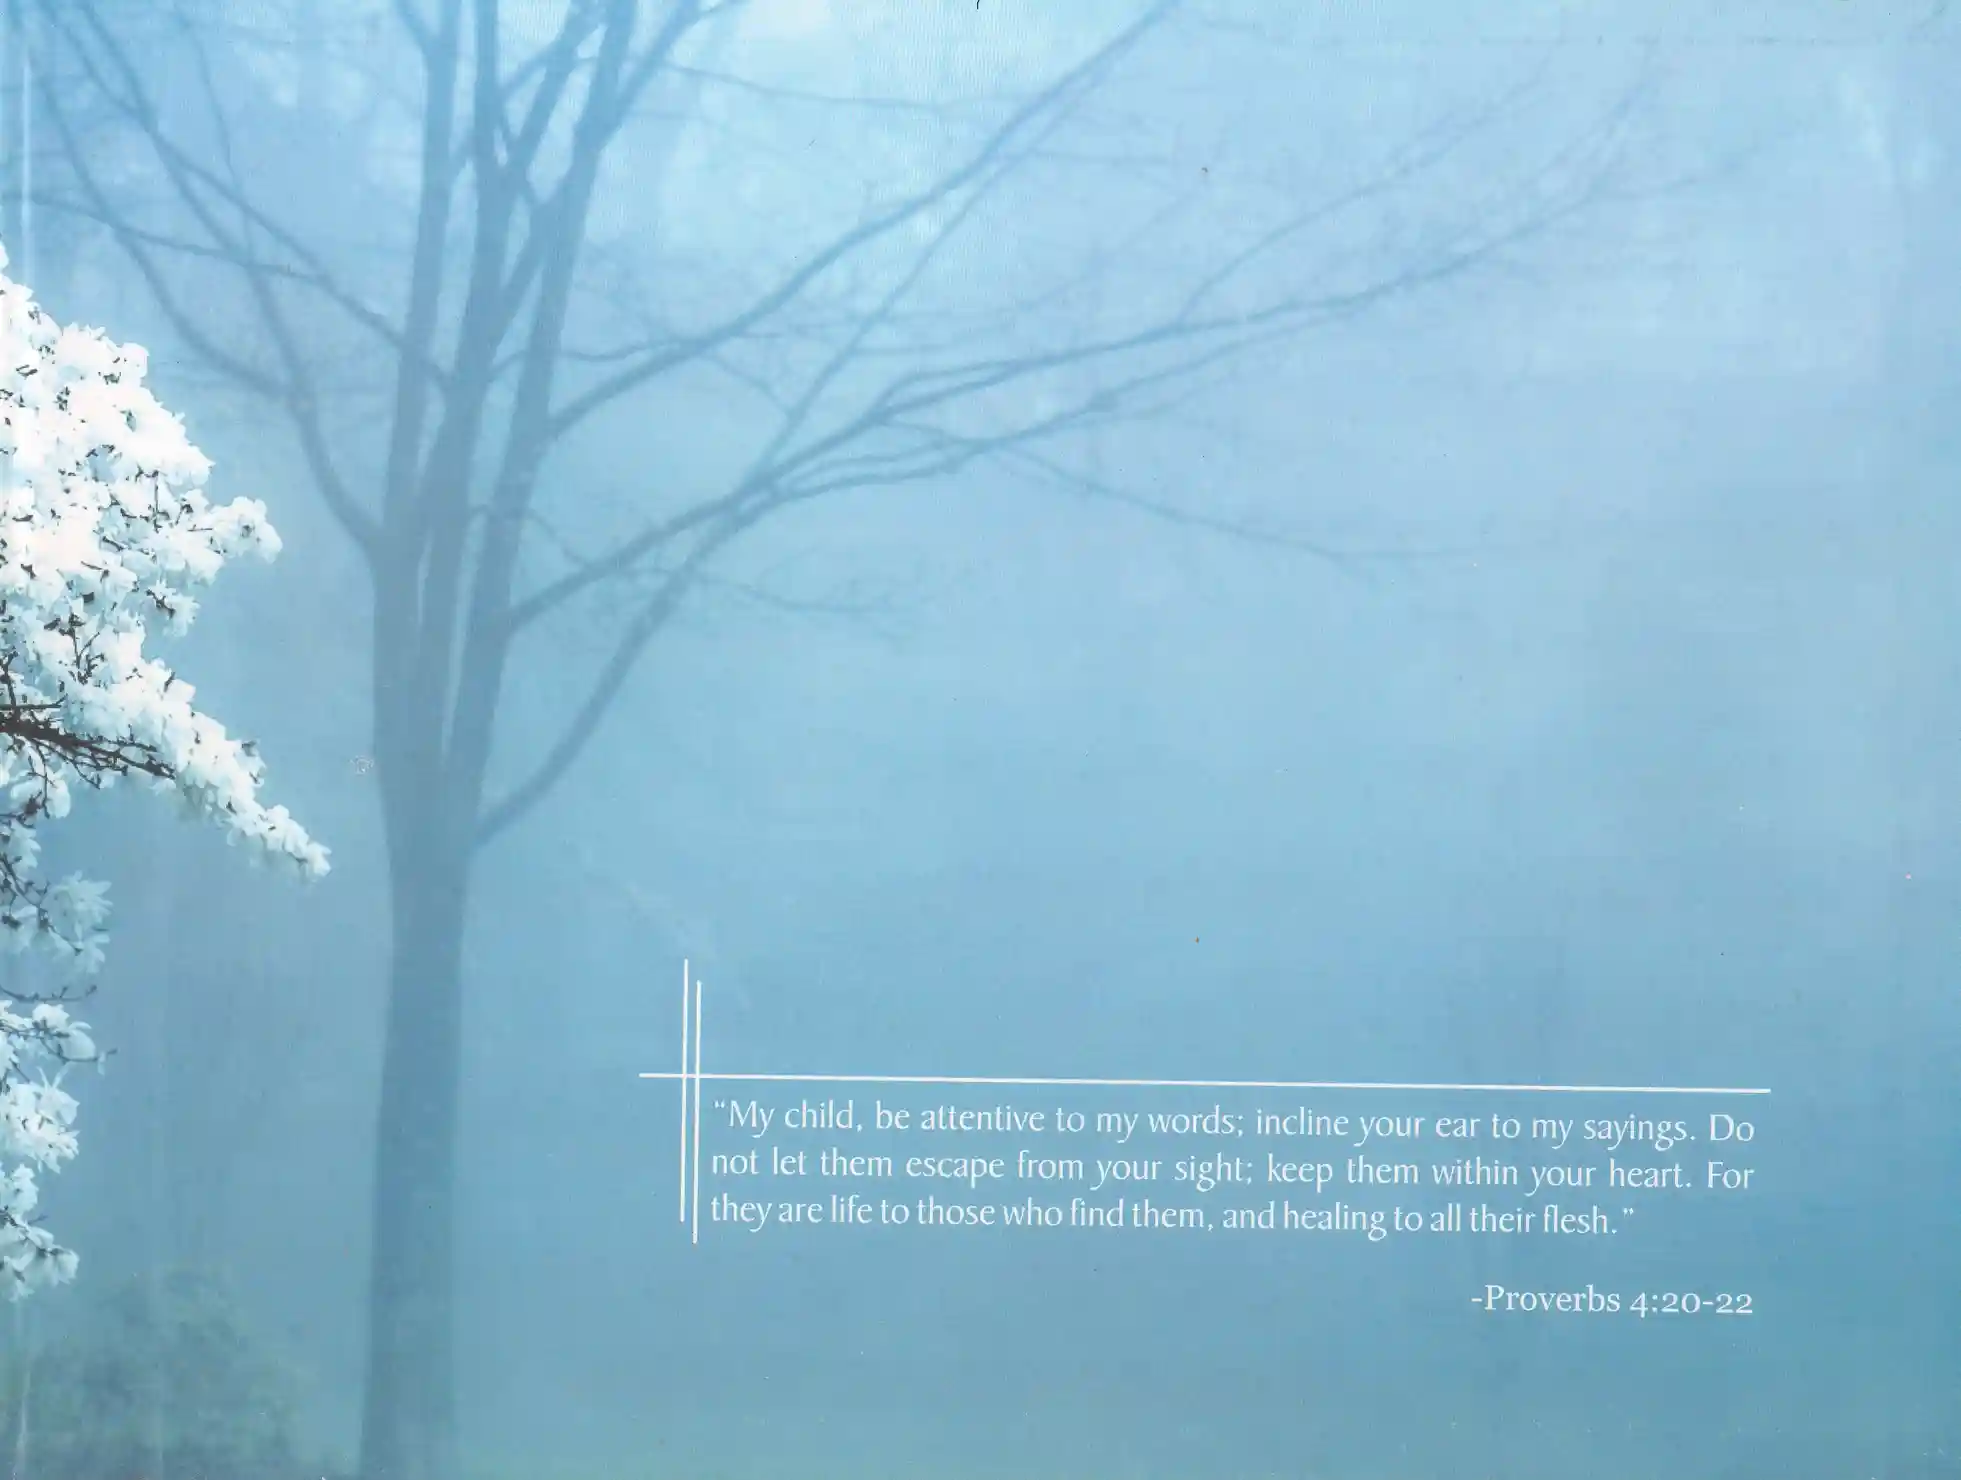 “My child, be attentive to my words; incline your ear to my sayings. Do
not let them escape from your sight; keep them within your heart. For
they are life to those who find them, and healing to all their flesh.”
-Proverbs 4:20-22